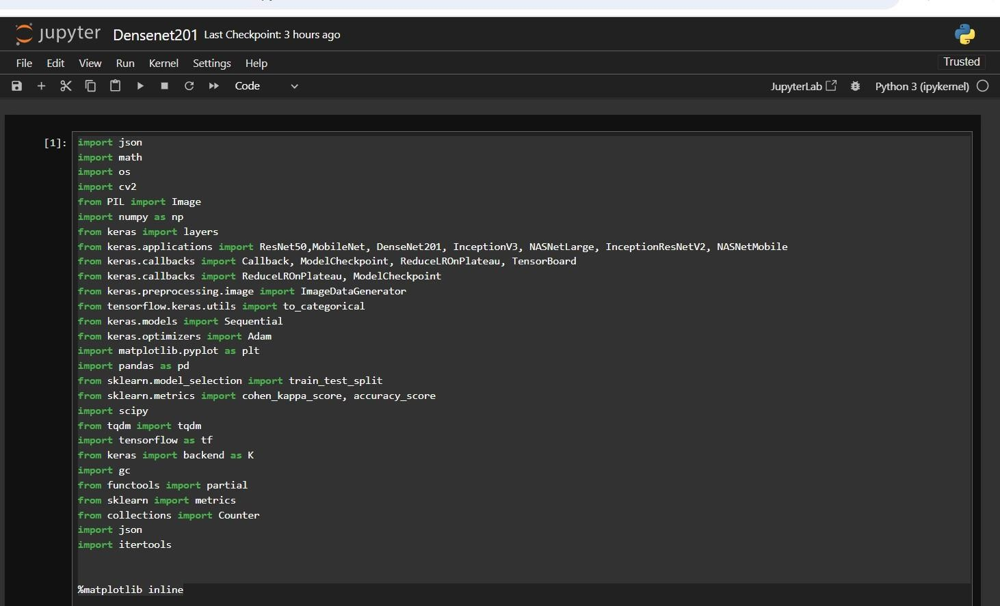 jupyter Densenet201 Last Checkpoint: 3 hours ago
File Edit View Run Kernel Settings Help Trusted
Code JupyterLab Python 3 (ipykernel)
[1]: import json
import math
import os
import cv2
from PIL import Image
import numpy as np
from keras import layers
from keras.applications import ResNet50,MobileNet, DenseNet201, InceptionV3, NASNetLarge, InceptionResNetV2, NASNetMobile
from keras.callbacks import Callback, ModelCheckpoint, ReduceLROnPlateau, TensorBoard
from keras.callbacks import ReduceLROnPlateau, ModelCheckpoint
from keras.preprocessing.image import ImageDataGenerator
from tensorflow.keras.utils import to_categorical
from keras.models import Sequential
from keras.optimizers import Adam
import matplotlib.pyplot as plt
import pandas as pd
from sklearn.model_selection import train_test_split
from sklearn.metrics import cohen_kappa_score, accuracy_score
import scipy
from tqdm import tqdm
import tensorflow as tf
from keras import backend as K
import gc
from functools import partial
from sklearn import metrics
from collections import Counter
import json
import itertools
%matplotlib inline